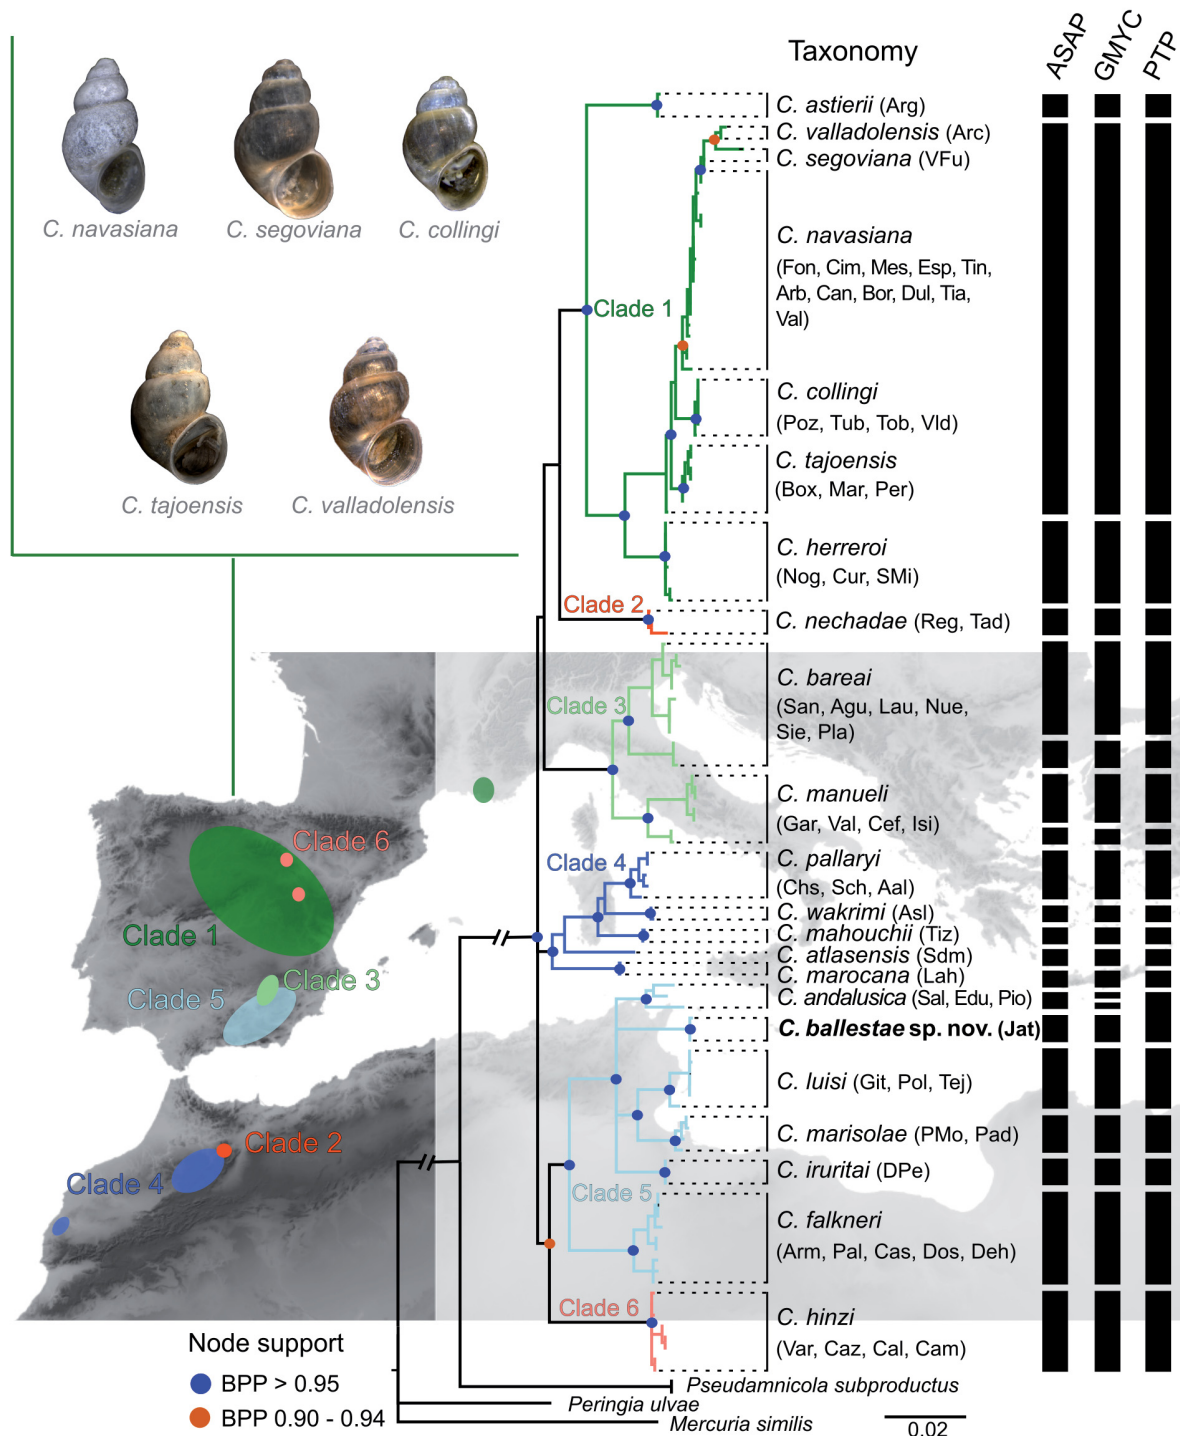 Taxonomy
ASAP
GMYC
PTP
C. navasiana
C. segoviana
C. collingi
C. tajoensis
C. valladolensis
C. astierii (Arg)
C. valladolensis (Arc)
C. segoviana (VFu)
C. navasiana
(Fon, Cim, Mes, Esp, Tin,
Arb, Can, Bor, Dul, Tia,
Val)
Clade 1
C. collingi
(Poz, Tub, Tob, Vld)
C. tajoensis
(Box, Mar, Per)
C. herreroi
(Nog, Cur, SMi)
Clade 2
C. nechadae (Reg, Tad)
C. bareai
(San, Agu, Lau, Nue,
Sie, Pla)
Clade 3
C. manueli
(Gar, Val, Cef, Isi)
Clade 4
C. pallaryi
(Chs, Sch, Aal)
C. wakrimi (Asl)
C. mahouchii (Tiz)
C. atlasensis (Sdm)
C. marocana (Lah)
C. andalusica (Sal, Edu, Pio)
C. ballestae sp. nov. (Jat)
C. luisi (Git, Pol, Tej)
C. marisolae (PMo, Pad)
C. iruritai (DPe)
Clade 5
C. falkneri
(Arm, Pal, Cas, Dos, Deh)
Clade 6
C. hinzi
(Var, Caz, Cal, Cam)
Pseudamnicola subproductus
Peringia ulvae
Mercuria similis
0.02
Clade 6
Clade 1
Clade 3
Clade 5
Clade 2
Clade 4
Node support
BPP > 0.95
BPP 0.90 - 0.94